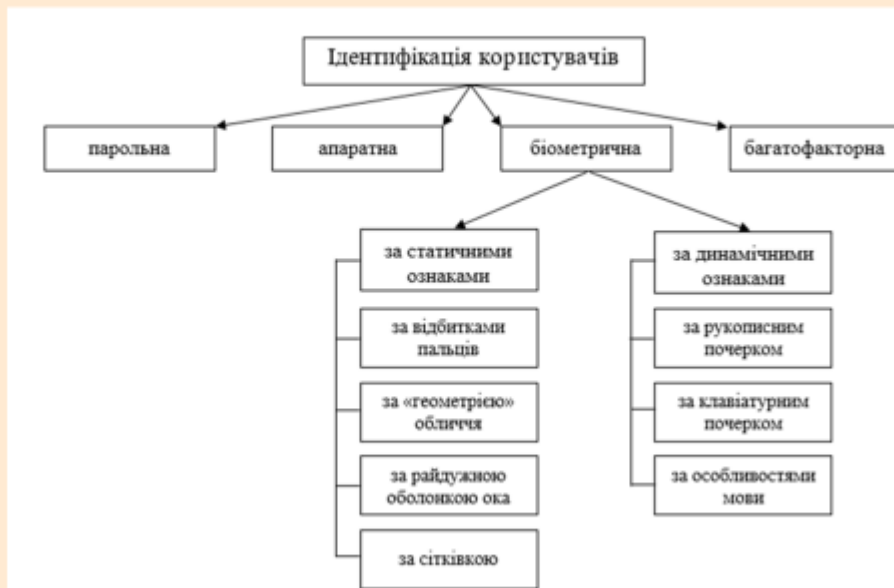 Ідентифікація користувачів
парольна
апаратна
біометрична
багатофакторна
за статичними
ознаками
за динамічними
ознаками
за відбитками
пальців
за рукописним
почерком
за «геометрією»
обличчя
за клавіатурним
почерком
за райдужною
оболонкою ока
за особливостями
мови
за сітківкою